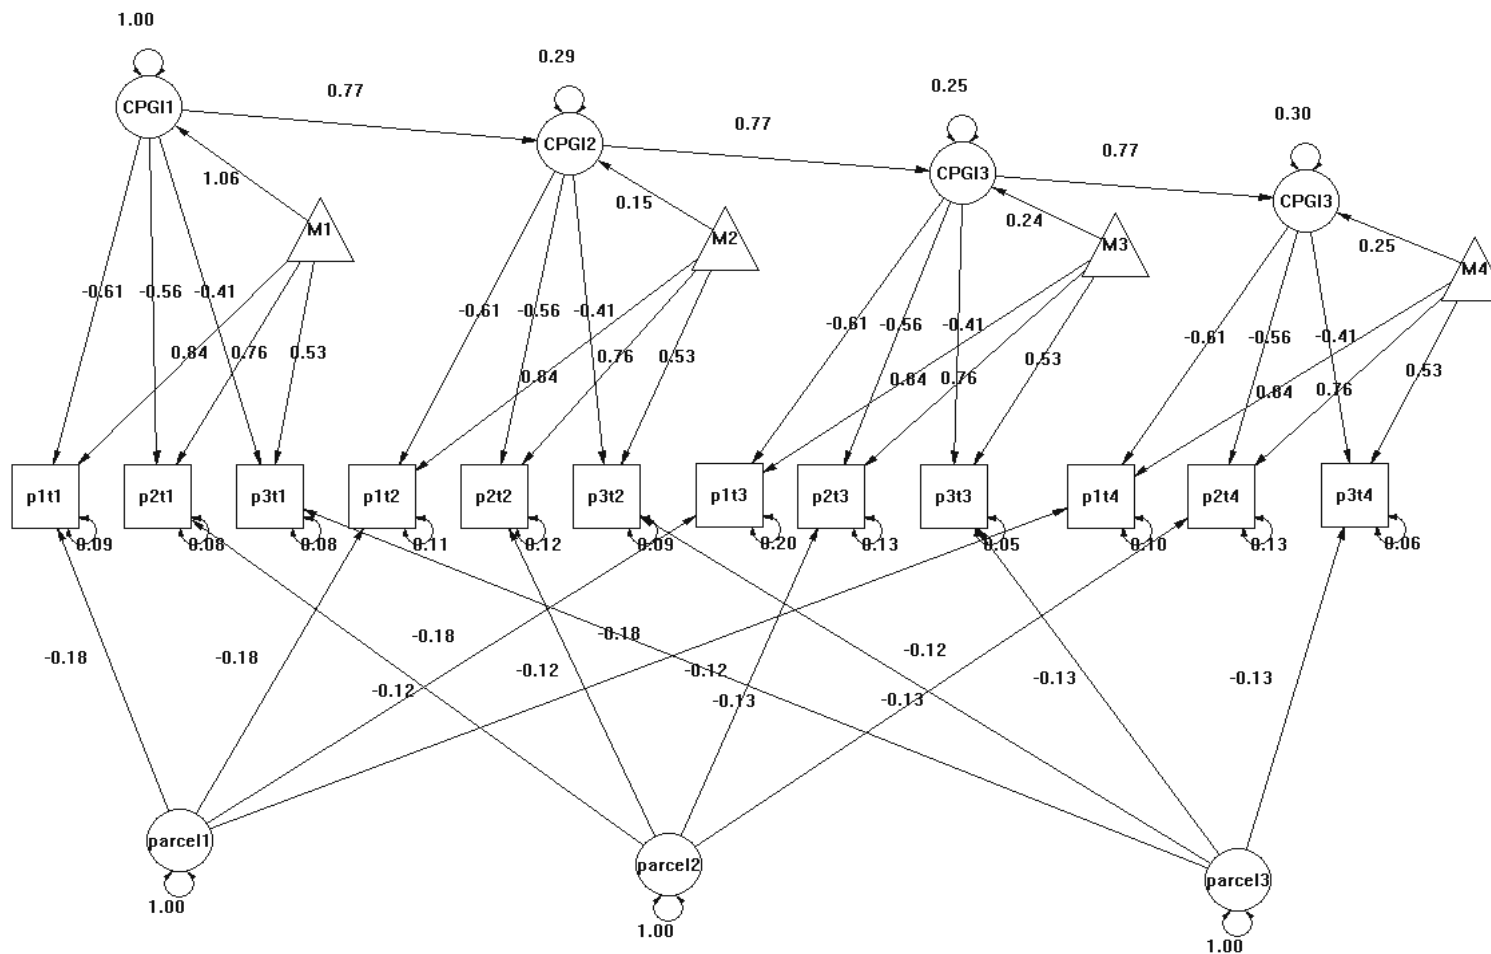 1.00
0.29
0.25
0.30
CPGI1
0.77
CPGI2
0.77
CPGI3
0.77
CPGI3
1.06
M1
0.15
M2
0.24
M3
0.25
M4
-0.61
-0.56
-0.41
0.84
0.76
0.53
-0.61
-0.56
-0.41
0.84
0.76
0.53
-0.61
-0.56
-0.41
0.84
0.76
0.53
-0.61
-0.56
-0.41
0.84
0.76
0.53
p1t1
p2t1
p3t1
p1t2
p2t2
p3t2
p1t3
p2t3
p3t3
p1t4
p2t4
p3t4
0.09
0.08
0.08
0.11
0.12
0.09
0.20
0.13
0.05
0.10
0.13
0.06
-0.18
-0.18
-0.18
-0.18
-0.12
-0.12
-0.12
-0.12
-0.13
-0.13
-0.13
-0.13
parcel1
parcel2
parcel3
1.00
1.00
1.00